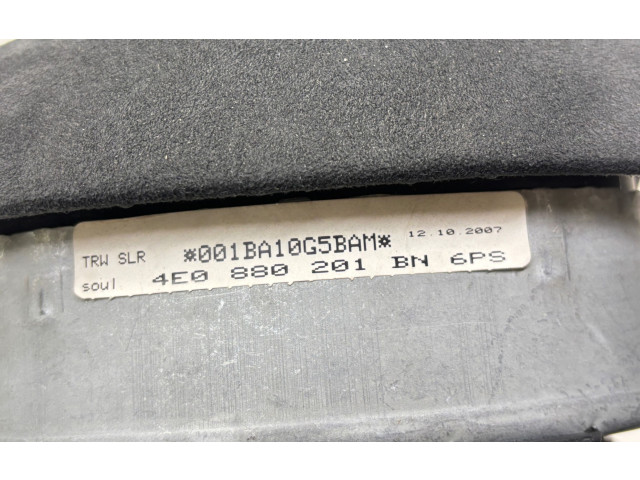 TRW SLR *001BA10G5BAM* 12.10.2007
soul 4E0 880 201 BN 6PS